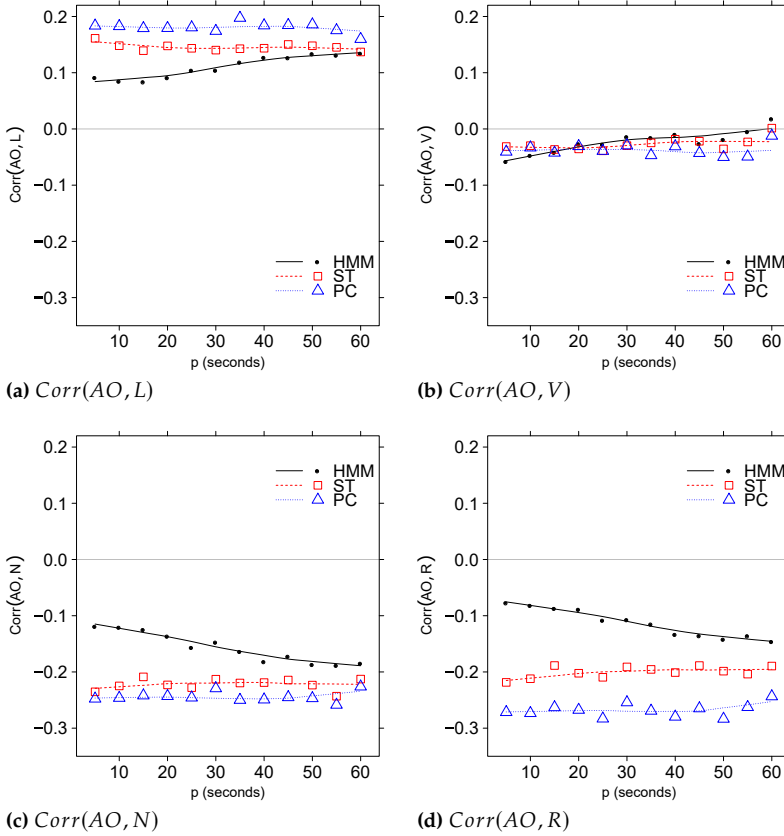 0.2
0.1
0.0
−0.1
−0.2
−0.3
Corr(AO, L)
HMM
ST
PC
10 20 30 40 50 60
p (seconds)
(a) Corr(AO, L)
0.2
0.1
0.0
−0.1
−0.2
−0.3
Corr(AO, V)
HMM
ST
PC
10 20 30 40 50 60
p (seconds)
(b) Corr(AO, V)
0.2
0.1
0.0
−0.1
−0.2
−0.3
Corr(AO, N)
HMM
ST
PC
10 20 30 40 50 60
p (seconds)
(c) Corr(AO, N)
0.2
0.1
0.0
−0.1
−0.2
−0.3
Corr(AO, R)
HMM
ST
PC
10 20 30 40 50 60
p (seconds)
(d) Corr(AO, R)